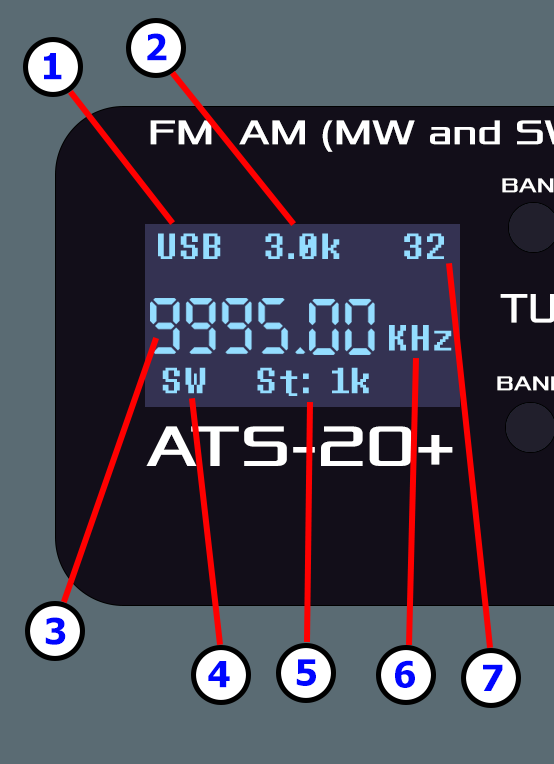 1
2
FM AM (MW and SW
BAN
USB 3.0k 32
TU
9995.00 KHz
SW St: 1k
BAN
ATS-20+
3
4
5
6
7